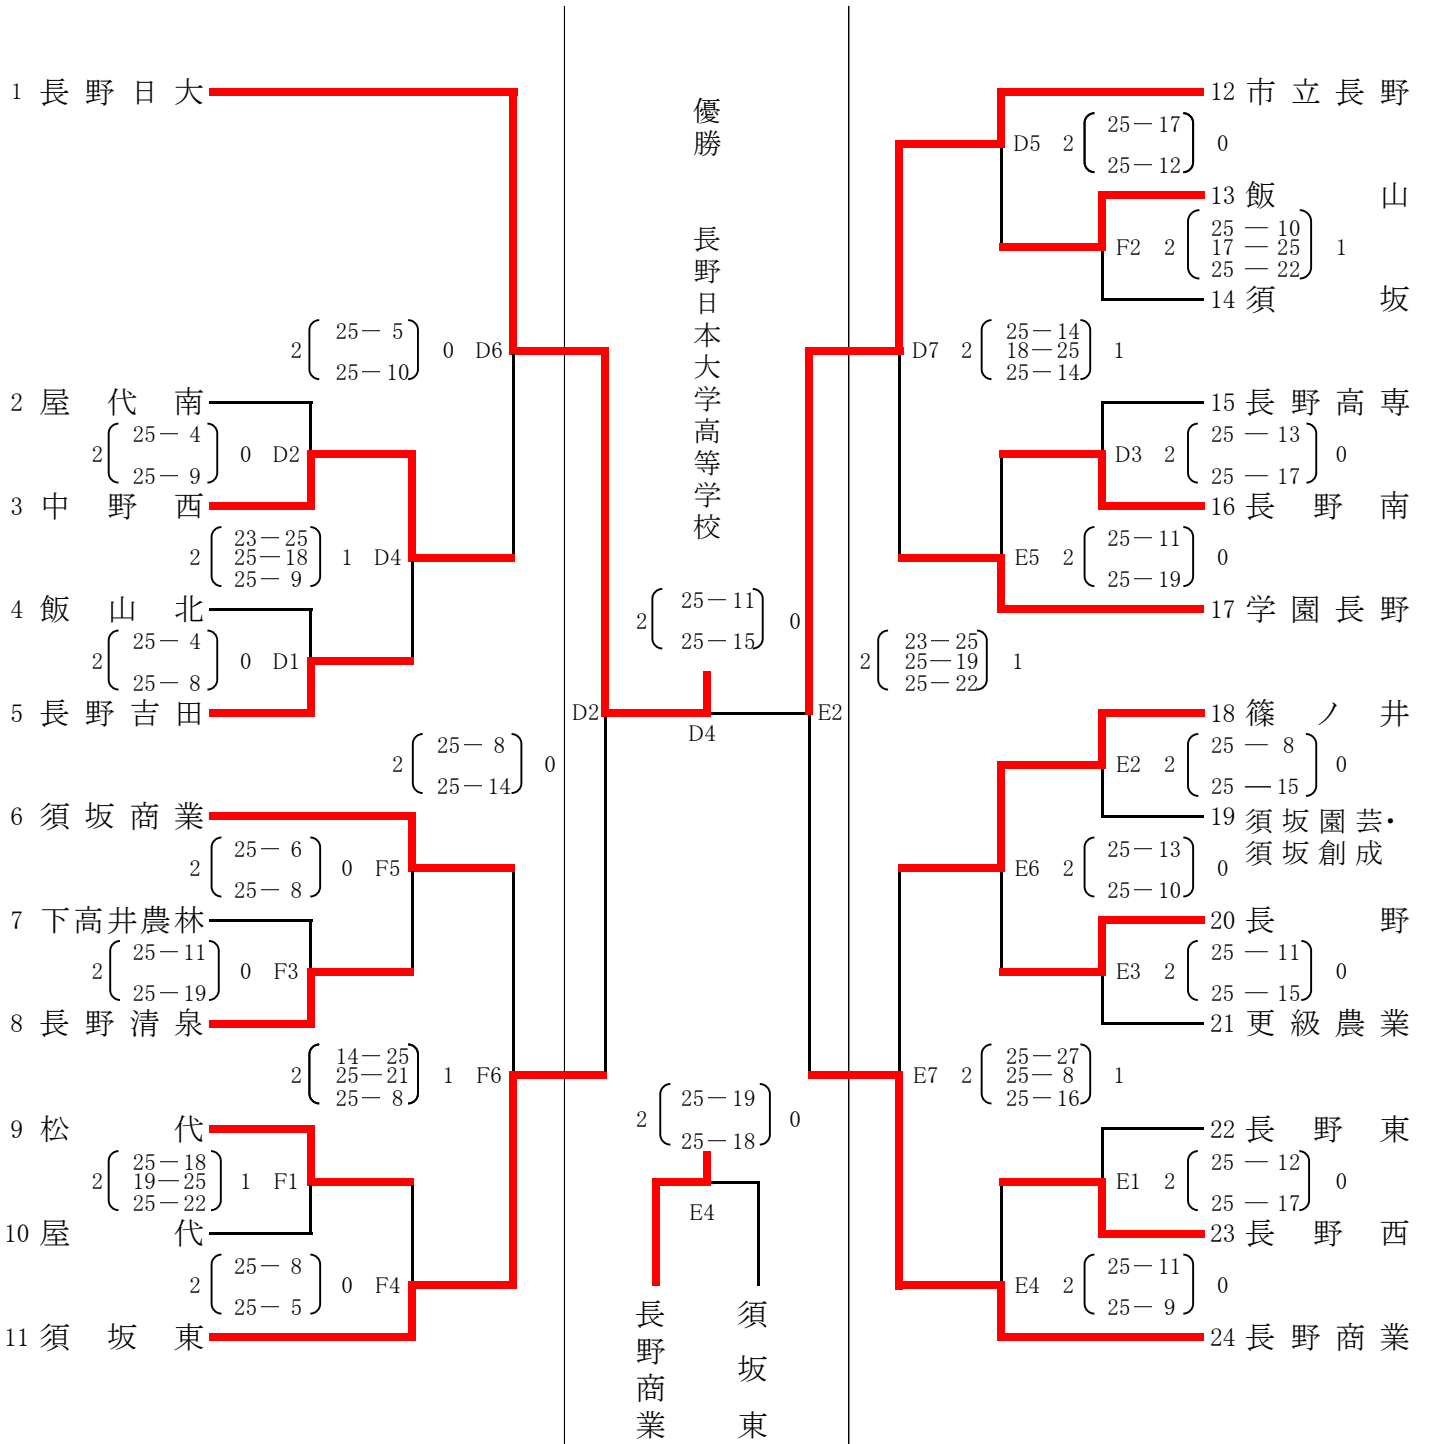 1 長野日大
2 25－ 5 0 D6
25－10
2 屋代南
2 25－ 4 0 D2
25－ 9
3 中野西
2 23－25 1 D4
25－18
25－ 9
4 飯山北
2 25－ 4 0 D1
25－ 8
5 長野吉田
2 25－ 8 0 D2
25－14
6 須坂商業
2 25－ 6 0 F5
25－ 8
7 下高井農林
2 25－11 0 F3
25－19
8 長野清泉
2 14－25 1 F6
25－21
25－ 8
9 松代
2 25－18 1 F1
19－25
25－22
10 屋代
2 25－ 8 0 F4
25－ 5
11 須坂東
優勝 長野日本大学高等学校
2 25－11 0
25－15
D4
2 25－19 0
25－18
E4
長野商業
須坂東
12 市立長野
D5 2 25－17 0
25－12
13 飯山
F2 2 25 － 10 1
17 － 25
25 － 22
14 須坂
D7 2 25－14 1
18－25
25－14
15 長野高専
D3 2 25 － 13 0
25 － 17
16 長野南
E5 2 25－11 0
25－19
17 学園長野
2 23－25 1
25－19
25－22
E2
18 篠ノ井
E2 2 25 － 8 0
25 － 15
19 須坂園芸・
須坂創成
E6 2 25－13 0
25－10
20 長野
E3 2 25 － 11 0
25 － 15
21 更級農業
E7 2 25－27 1
25－ 8
25－16
22 長野東
E1 2 25 － 12 0
25 － 17
23 長野西
E4 2 25－11 0
25－ 9
24 長野商業